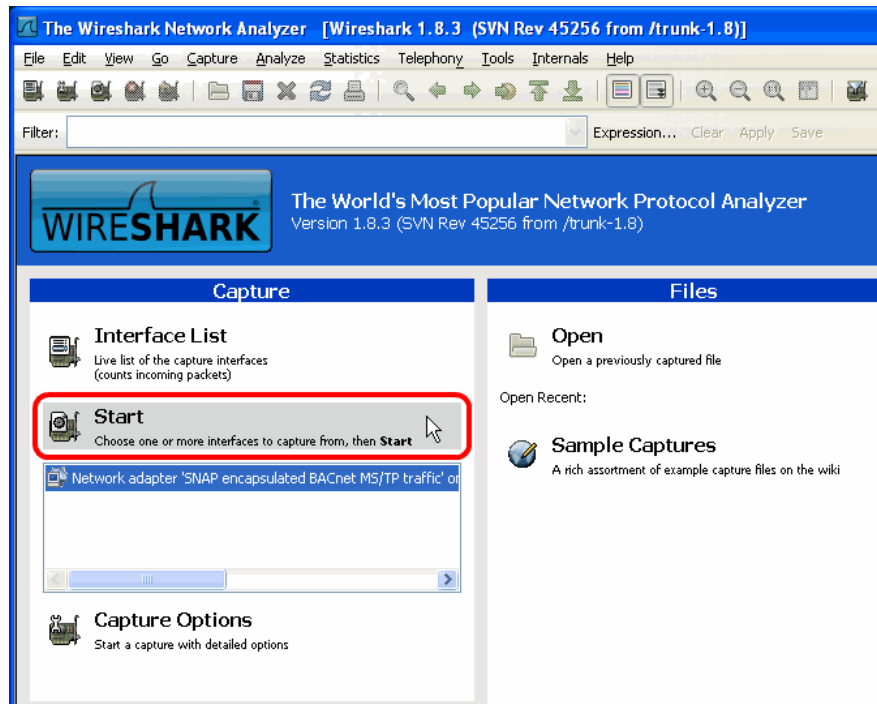 The Wireshark Network Analyzer [Wireshark 1.8.3 (SVN Rev 45256 from /trunk-1.8)]
File Edit View Go Capture Analyze Statistics Telephony Tools Internals Help
Filter: Expression... Clear Apply Save
WIRESHARK
The World's Most Popular Network Protocol Analyzer
Version 1.8.3 (SVN Rev 45256 from /trunk-1.8)
Capture
Interface List
Live list of the capture interfaces
(counts incoming packets)
Start
Choose one or more interfaces to capture from, then Start
Network adapter 'SNAP encapsulated BACnet MS/TP traffic' or
Capture Options
Start a capture with detailed options
Files
Open
Open a previously captured file
Open Recent:
Sample Captures
A rich assortment of example capture files on the wiki